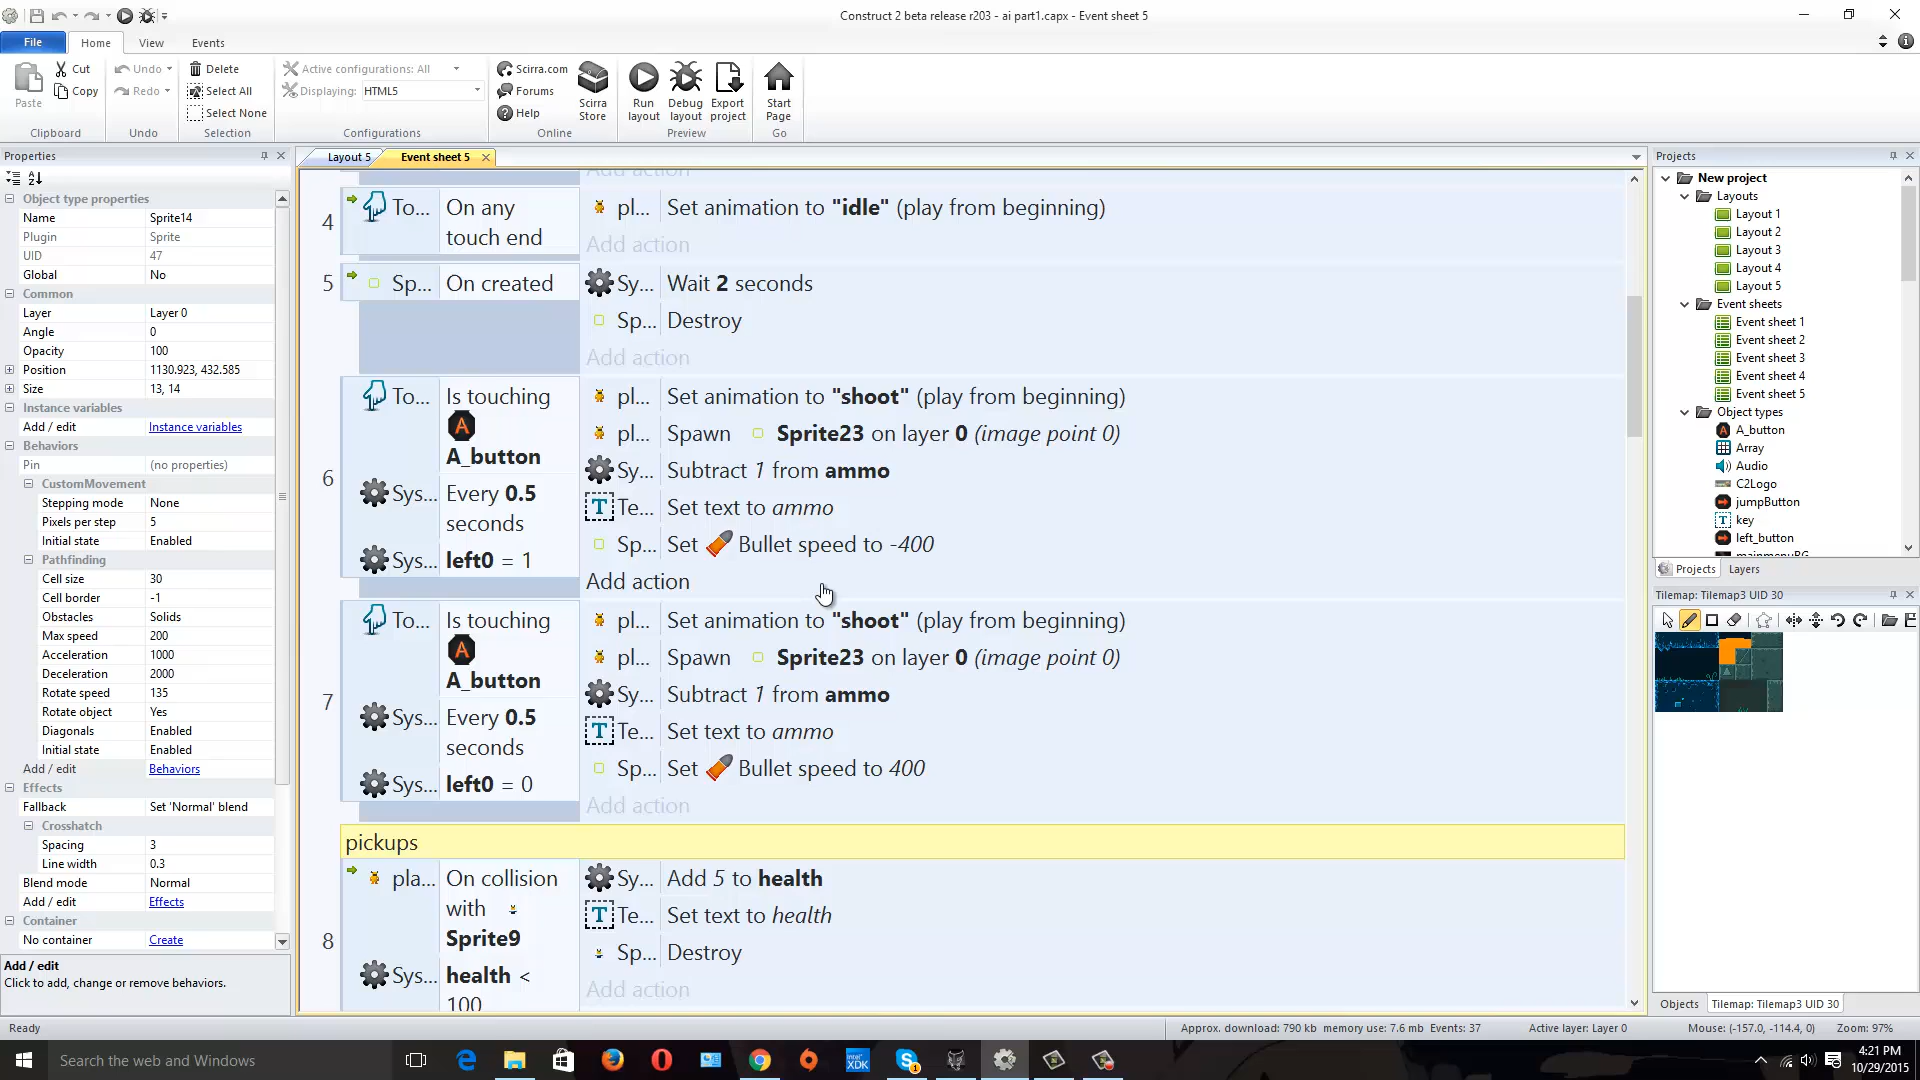 Construct 2 beta release r203 - ai part1.capx - Event sheet 5
File Home View Events
Paste Cut Copy
Undo Redo
Delete Select All Select None
Active configurations: All
Displaying: HTML5
Scirra.com Forums Help
Scirra Store
Run layout Debug layout Export project Start Page
Clipboard Undo Selection Configurations Online Preview Go
Properties
Object type properties
Name Sprite14
Plugin Sprite
UID 47
Global No
Common
Layer Layer 0
Angle 0
Opacity 100
Position 1130.923, 432.585
Size 13, 14
Instance variables
Add / edit Instance variables
Behaviors
Pin (no properties)
CustomMovement
Stepping mode None
Pixels per step 5
Initial state Enabled
Pathfinding
Cell size 30
Cell border -1
Obstacles Solids
Max speed 200
Acceleration 1000
Deceleration 2000
Rotate speed 135
Rotate object Yes
Diagonals Enabled
Initial state Enabled
Add / edit Behaviors
Effects
Fallback Set 'Normal' blend
Crosshatch
Spacing 3
Line width 0.3
Blend mode Normal
Add / edit Effects
Container
No container Create
Add / edit
Click to add, change or remove behaviors.
Layout 5 Event sheet 5
Add action
4 To... On any touch end pl... Set animation to "idle" (play from beginning)
Add action
5 Sp... On created Sy... Wait 2 seconds
Sp... Destroy
Add action
6 To... Is touching A A_button pl... Set animation to "shoot" (play from beginning)
pl... Spawn Sprite23 on layer 0 (image point 0)
Sy... Subtract 1 from ammo
Sys... Every 0.5 seconds Te... Set text to ammo
Sys... left0 = 1 Sp... Set Bullet speed to -400
Add action
7 To... Is touching A A_button pl... Set animation to "shoot" (play from beginning)
pl... Spawn Sprite23 on layer 0 (image point 0)
Sy... Subtract 1 from ammo
Sys... Every 0.5 seconds Te... Set text to ammo
Sys... left0 = 0 Sp... Set Bullet speed to 400
Add action
pickups
8 pla... On collision with Sprite9 Sy... Add 5 to health
Te... Set text to health
Sp... Destroy
Sys... health < 100
Add action
Projects
New project
Layouts
Layout 1
Layout 2
Layout 3
Layout 4
Layout 5
Event sheets
Event sheet 1
Event sheet 2
Event sheet 3
Event sheet 4
Event sheet 5
Object types
A_button
Array
Audio
C2Logo
jumpButton
key
left_button
mainmenuBG
Projects Layers
Tilemap: Tilemap3 UID 30
Objects Tilemap: Tilemap3 UID 30
Ready Approx. download: 790 kb memory use: 7.6 mb Events: 37 Active layer: Layer 0 Mouse: (-157.0, -114.4, 0) Zoom: 97%
Search the web and Windows
intel XDK
4:21 PM
10/29/2015